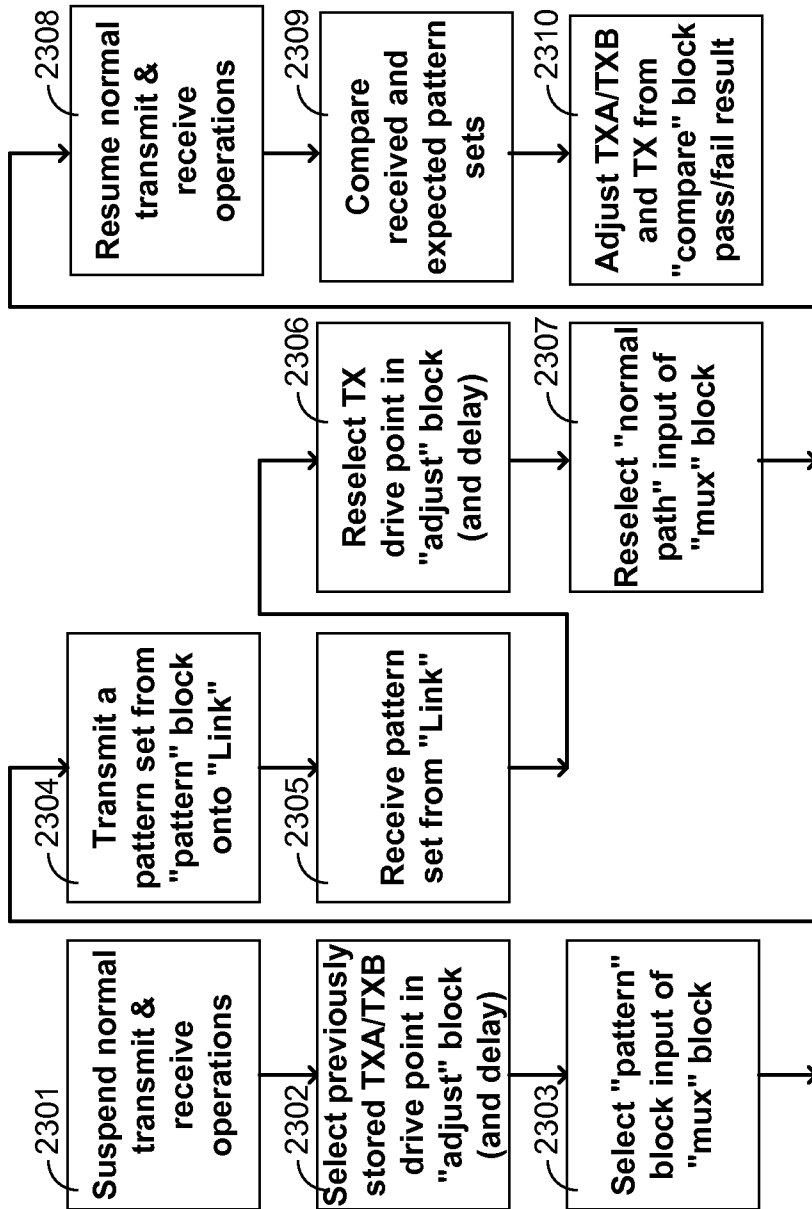 2301
Suspend normal
transmit &
receive
operations
2302
Select previously
stored TXA/TXB
drive point in
"adjust" block
(and delay)
2303
Select "pattern"
block input of
"mux" block
2304
Transmit a
pattern set from
"pattern" block
onto "Link"
2305
Receive pattern
set from "Link"
2306
Reselect TX
drive point in
"adjust" block
(and delay)
2307
Reselect "normal
path" input of
"mux" block
2308
Resume normal
transmit &
receive
operations
2309
Compare
received and
expected pattern
sets
2310
Adjust TXA/TXB
and TX from
"compare" block
pass/fail result